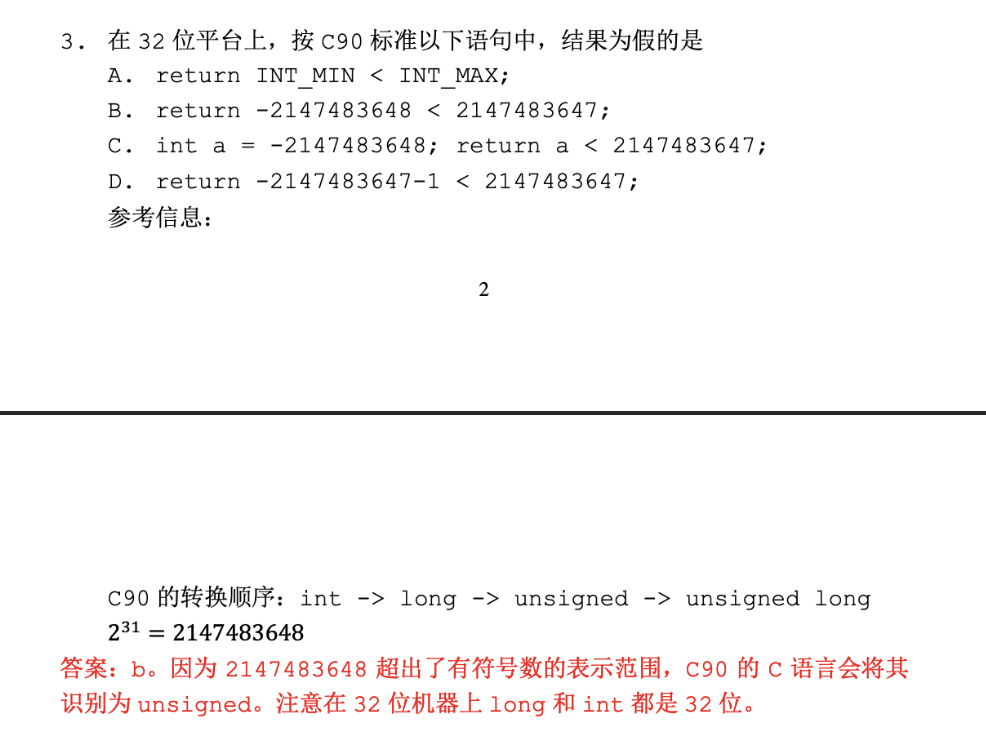 3. 在 32 位平台上，按 C90 标准以下语句中，结果为假的是
A. return INT_MIN < INT_MAX;
B. return -2147483648 < 2147483647;
C. int a = -2147483648; return a < 2147483647;
D. return -2147483647-1 < 2147483647;
参考信息：
2
C90 的转换顺序：int -> long -> unsigned -> unsigned long
2³¹ = 2147483648
答案：b。因为 2147483648 超出了有符号数的表示范围，C90 的 C 语言会将其
识别为 unsigned。注意在 32 位机器上 long 和 int 都是 32 位。